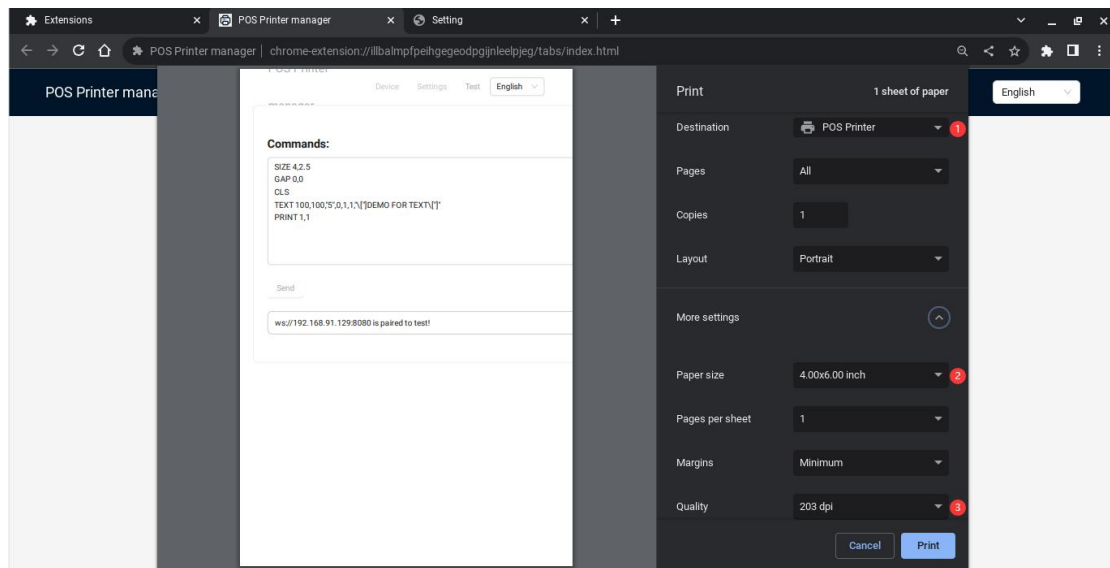 Extensions
POS Printer manager
Setting
POS Printer manager | chrome-extension://illbalmpfpeihgegeodpgijnleelpjeg/tabs/index.html
POS Printer mana
English
POS Printer
Device Settings Test English
manager
Commands:
SIZE 4,2.5
GAP 0,0
CLS
TEXT 100,100,"5",0,1,1,"\["]DEMO FOR TEXT\["]"
PRINT 1,1
Send
ws://192.168.91.129:8080 is paired to test!
Print 1 sheet of paper
Destination POS Printer 1
Pages All
Copies 1
Layout Portrait
More settings
Paper size 4.00x6.00 inch 2
Pages per sheet 1
Margins Minimum
Quality 203 dpi 3
Cancel Print